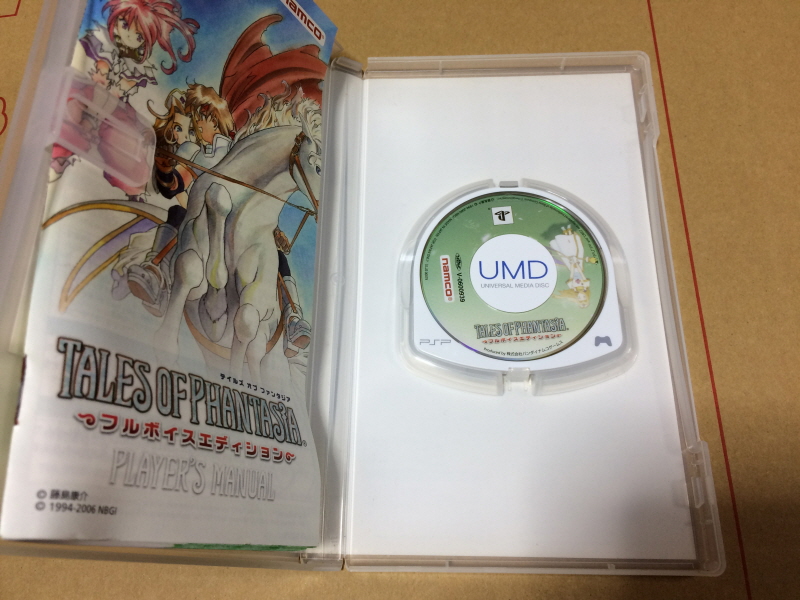 namco
テイルズ オブ ファンタジア
TALES OF PHANTASIA
フルボイスエディション
PLAYER'S MANUAL
© 藤島康介
© 1994-2006 NBGI
UMD
UNIVERSAL MEDIA DISC
namco
TALES OF PHANTASIA
フルボイスエディション
PSP